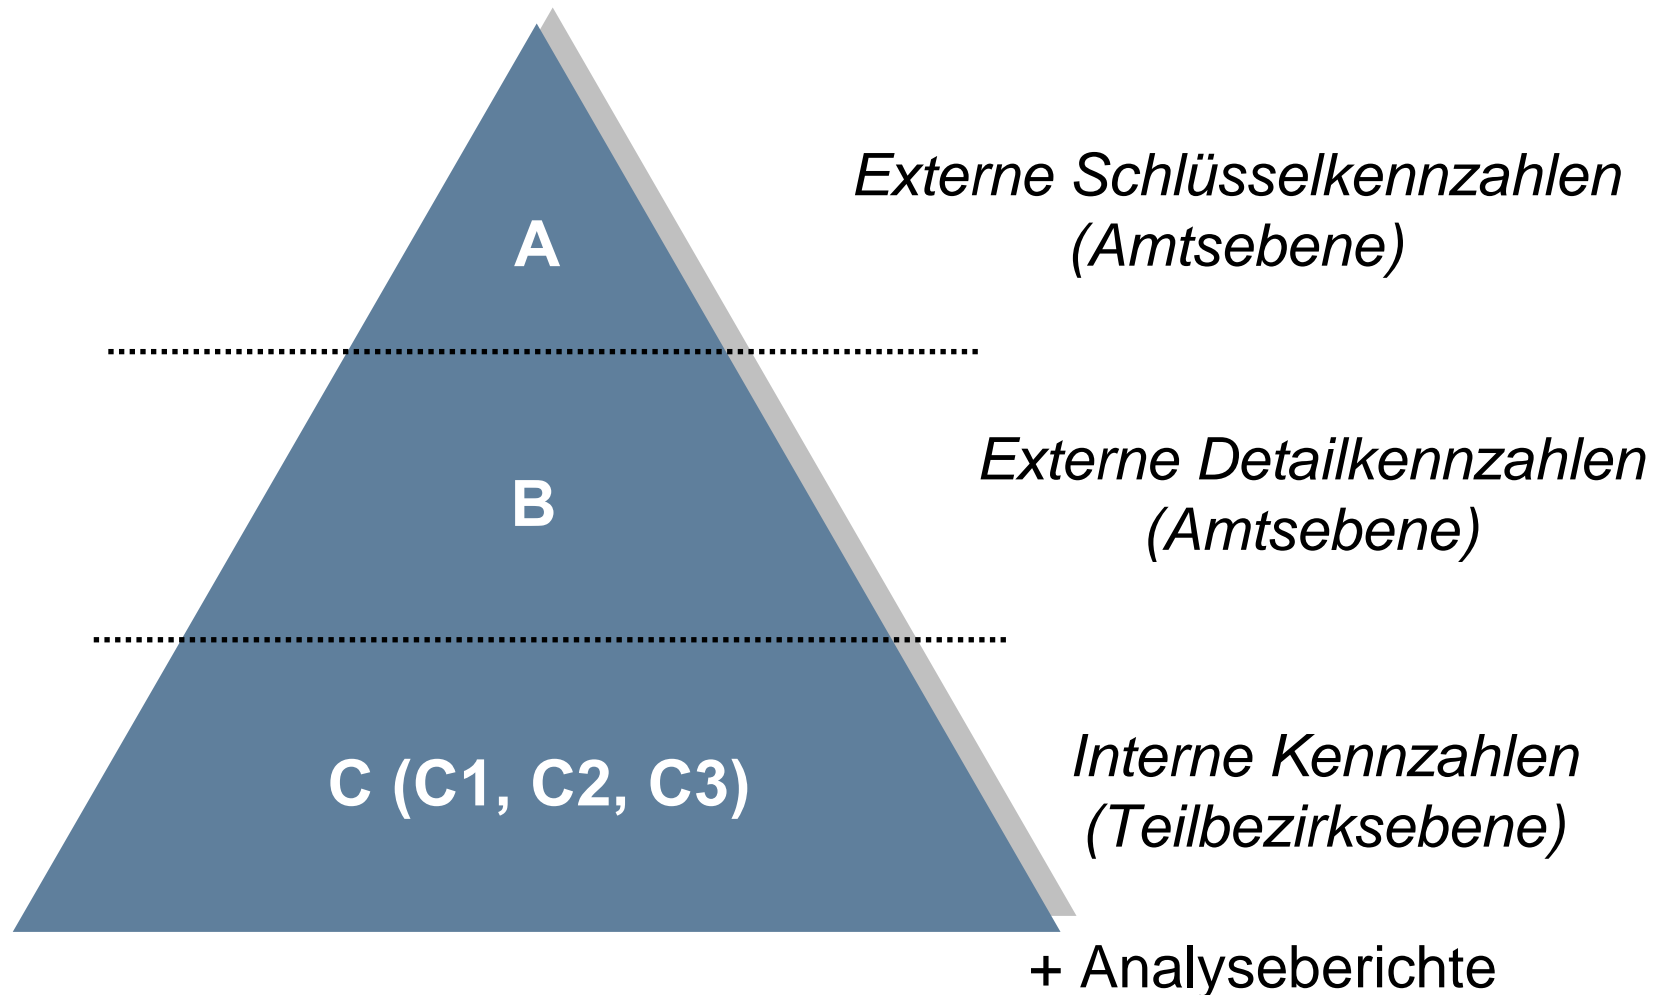 A
Externe Schlüsselkennzahlen
(Amtsebene)
B
Externe Detailkennzahlen
(Amtsebene)
C (C1, C2, C3)
Interne Kennzahlen
(Teilbezirksebene)
+ Analyseberichte